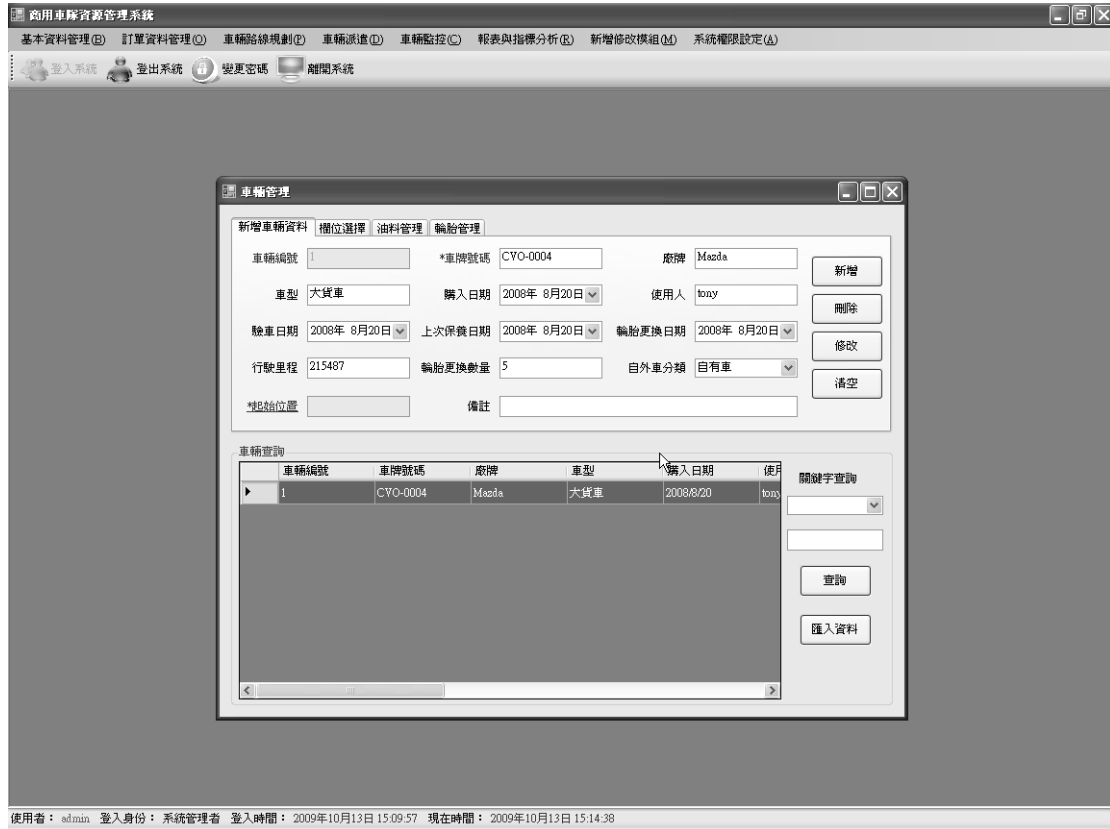 商用車隊資源管理系統
基本資料管理(B) 訂單資料管理(O) 車輛路線規劃(P) 車輛派遣(D) 車輛監控(C) 報表與指標分析(R) 新增修改模組(M) 系統權限設定(A)
登入系統 登出系統 變更密碼 離開系統
車輛管理
新增車輛資料 欄位選擇 油料管理 輪胎管理
車輛編號 1 *車牌號碼 CVO-0004 廠牌 Mazda 新增
車型 大貨車 購入日期 2008年 8月20日 使用人 tony 刪除
驗車日期 2008年 8月20日 上次保養日期 2008年 8月20日 輪胎更換日期 2008年 8月20日 修改
行駛里程 215487 輪胎更換數量 5 自外車分類 自有車 清空
*起始位置 備註
車輛查詢
車輛編號 車牌號碼 廠牌 車型 購入日期 使用 關鍵字查詢
1 CVO-0004 Mazda 大貨車 2008/8/20 tony
查詢
匯入資料
使用者： admin 登入身份： 系統管理者 登入時間： 2009年10月13日 15:09:57 現在時間： 2009年10月13日 15:14:38